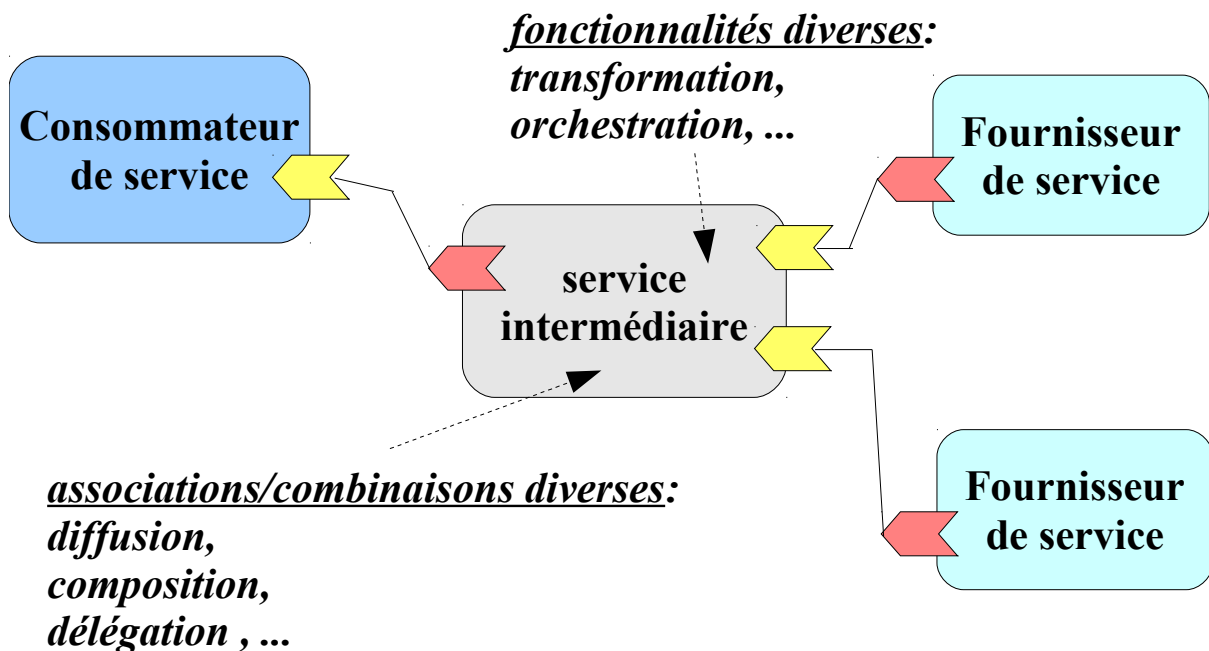 fonctionnalités diverses:
transformation,
orchestration, ...
Consommateur
de service
Fournisseur
de service
service
intermédiaire
associations/combinaisons diverses:
diffusion,
composition,
délégation , ...
Fournisseur
de service